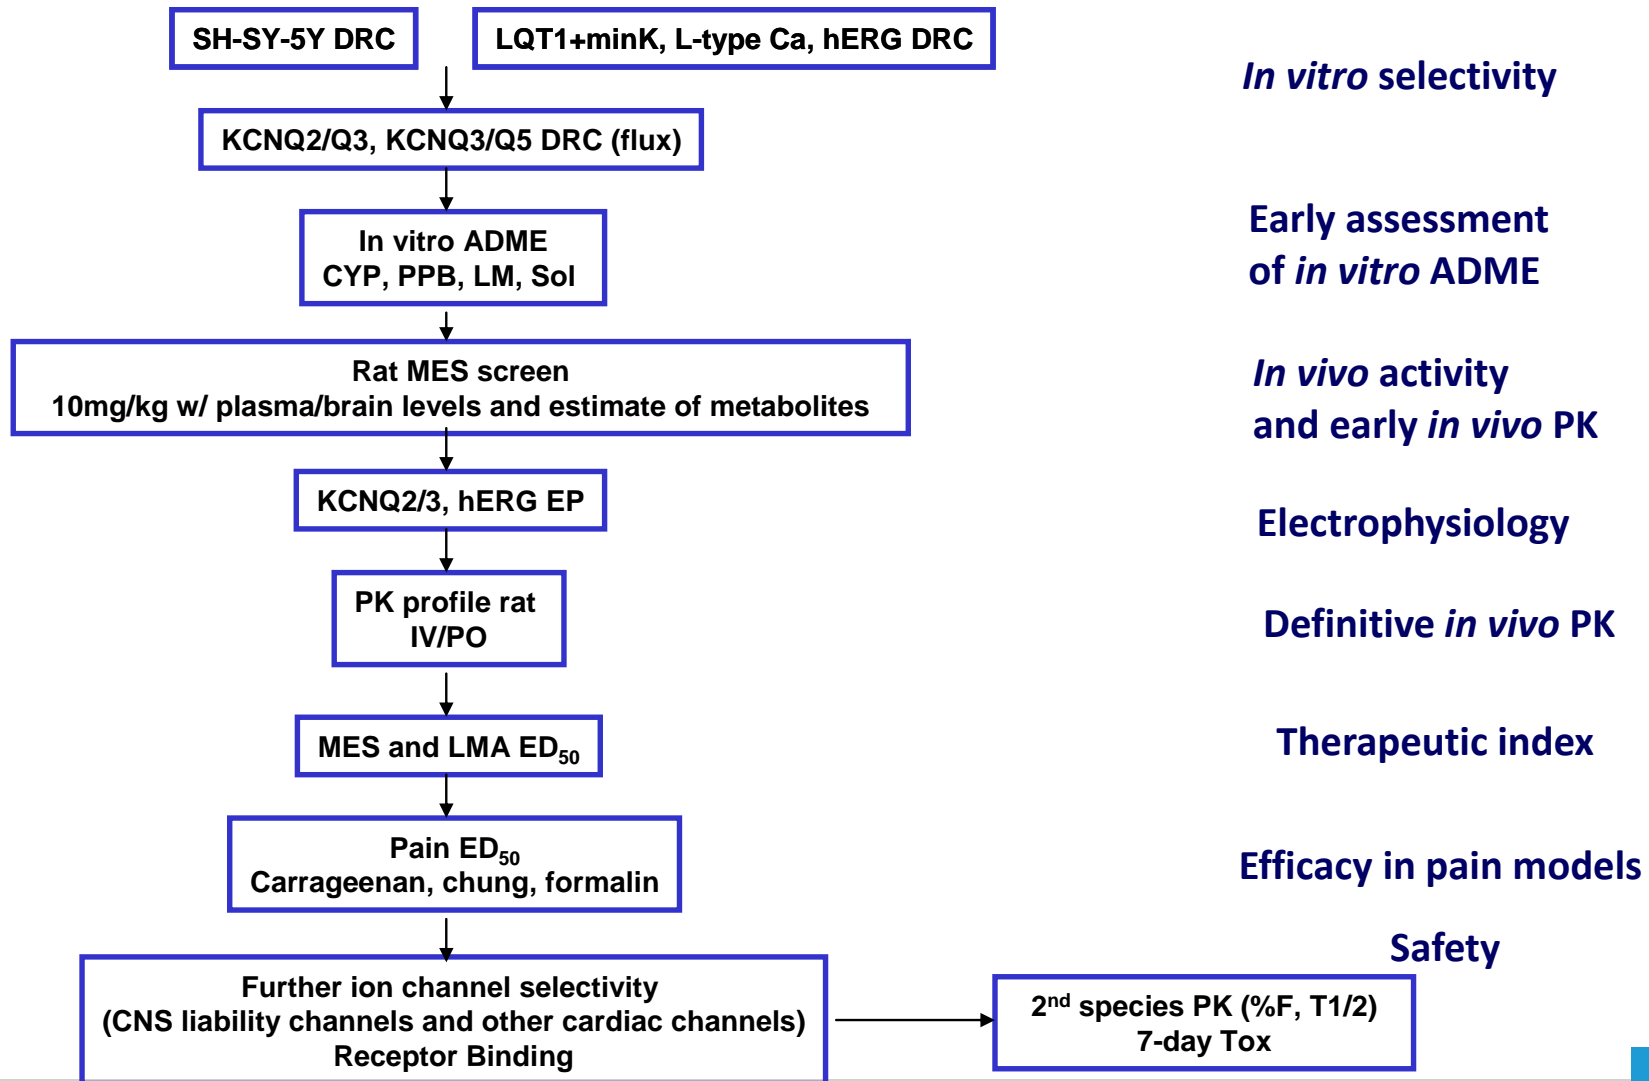 SH-SY-5Y DRC
LQT1+minK, L-type Ca, hERG DRC
In vitro selectivity
KCNQ2/Q3, KCNQ3/Q5 DRC (flux)
In vitro ADME
CYP, PPB, LM, Sol
Early assessment
of in vitro ADME
Rat MES screen
10mg/kg w/ plasma/brain levels and estimate of metabolites
In vivo activity
and early in vivo PK
KCNQ2/3, hERG EP
Electrophysiology
PK profile rat
IV/PO
Definitive in vivo PK
MES and LMA ED50
Therapeutic index
Pain ED50
Carrageenan, chung, formalin
Efficacy in pain models
Safety
Further ion channel selectivity
(CNS liability channels and other cardiac channels)
Receptor Binding
2nd species PK (%F, T1/2)
7-day Tox